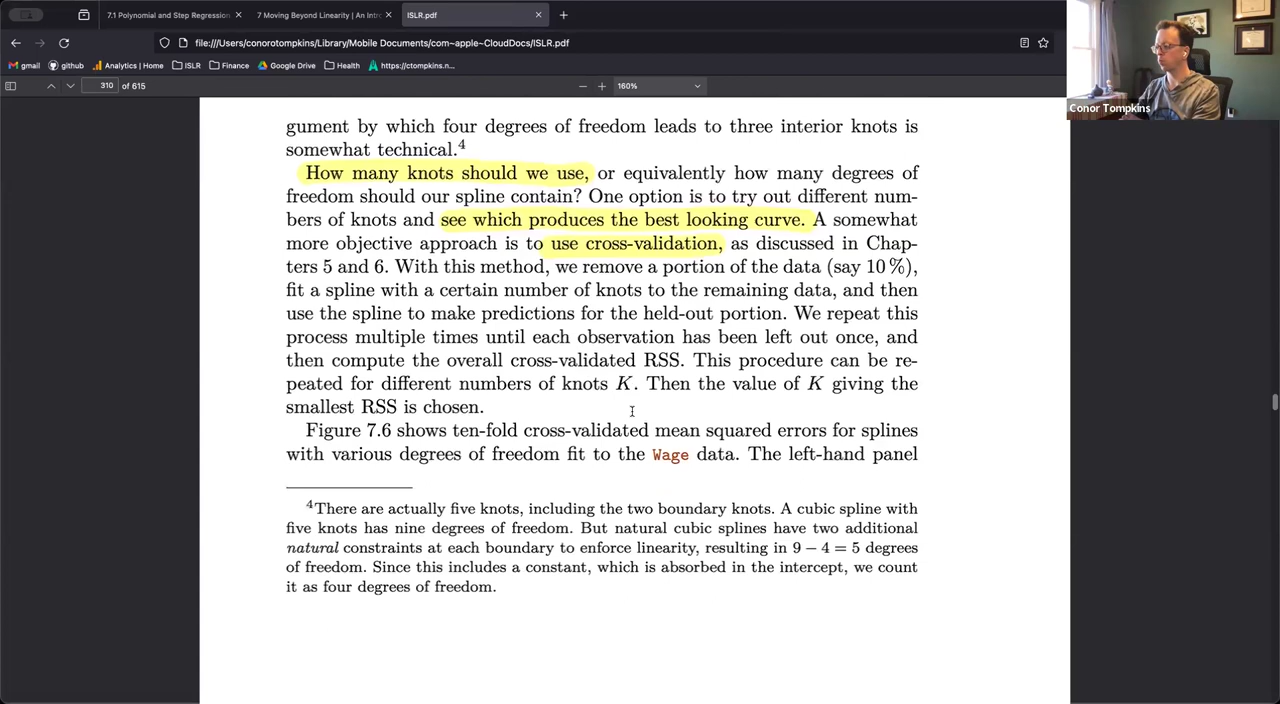 7.1 Polynomial and Step Regression
7 Moving Beyond Linearity | An Intr
ISLR.pdf
file:///Users/conorotompkins/Library/Mobile Documents/com~apple~CloudDocs/ISLR.pdf
gmail
github
Analytics | Home
ISLR
Finance
Google Drive
Health
https://ctompkins.n...
310 of 615
160%
Conor Tompkins
gument by which four degrees of freedom leads to three interior knots is
somewhat technical.4
How many knots should we use, or equivalently how many degrees of
freedom should our spline contain? One option is to try out different num-
bers of knots and see which produces the best looking curve. A somewhat
more objective approach is to use cross-validation, as discussed in Chap-
ters 5 and 6. With this method, we remove a portion of the data (say 10 %),
fit a spline with a certain number of knots to the remaining data, and then
use the spline to make predictions for the held-out portion. We repeat this
process multiple times until each observation has been left out once, and
then compute the overall cross-validated RSS. This procedure can be re-
peated for different numbers of knots K. Then the value of K giving the
smallest RSS is chosen.
Figure 7.6 shows ten-fold cross-validated mean squared errors for splines
with various degrees of freedom fit to the Wage data. The left-hand panel
4There are actually five knots, including the two boundary knots. A cubic spline with
five knots has nine degrees of freedom. But natural cubic splines have two additional
natural constraints at each boundary to enforce linearity, resulting in 9 − 4 = 5 degrees
of freedom. Since this includes a constant, which is absorbed in the intercept, we count
it as four degrees of freedom.